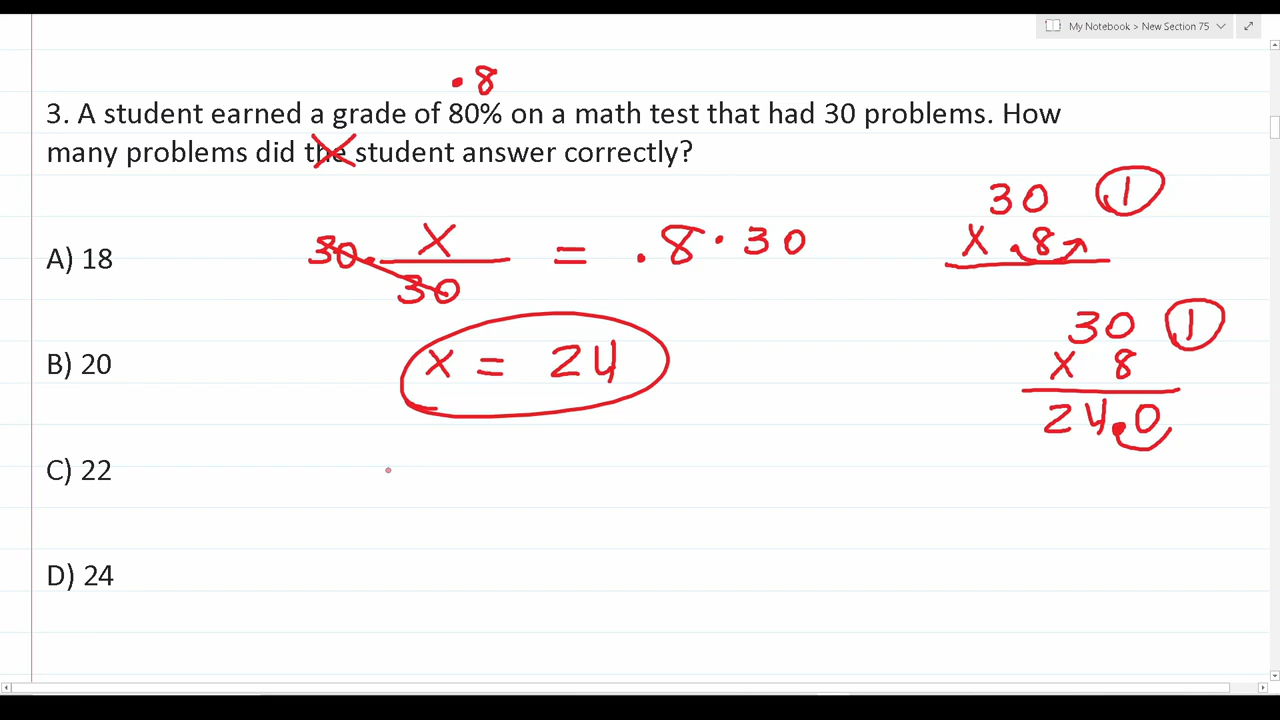 My Notebook > New Section 75
.8
3. A student earned a grade of 80% on a math test that had 30 problems. How
many problems did the student answer correctly?
X
A) 18
30 · X / 30 = .8 · 30
30 1
X .8
B) 20
x = 24
30 1
X 8
24.0
C) 22
D) 24